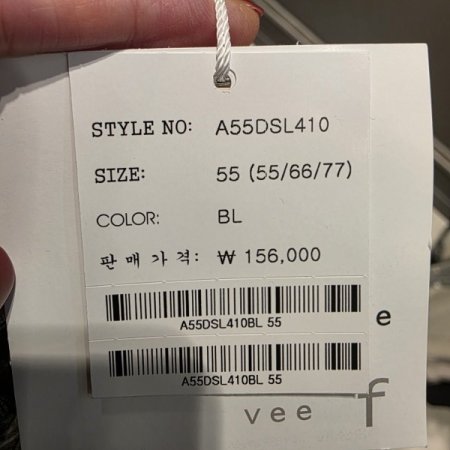 STYLE NO: A55DSL410
SIZE: 55 (55/66/77)
COLOR: BL
판매가격: ₩ 156,000
A55DSL410BL 55
e
A55DSL410BL 55
vee f